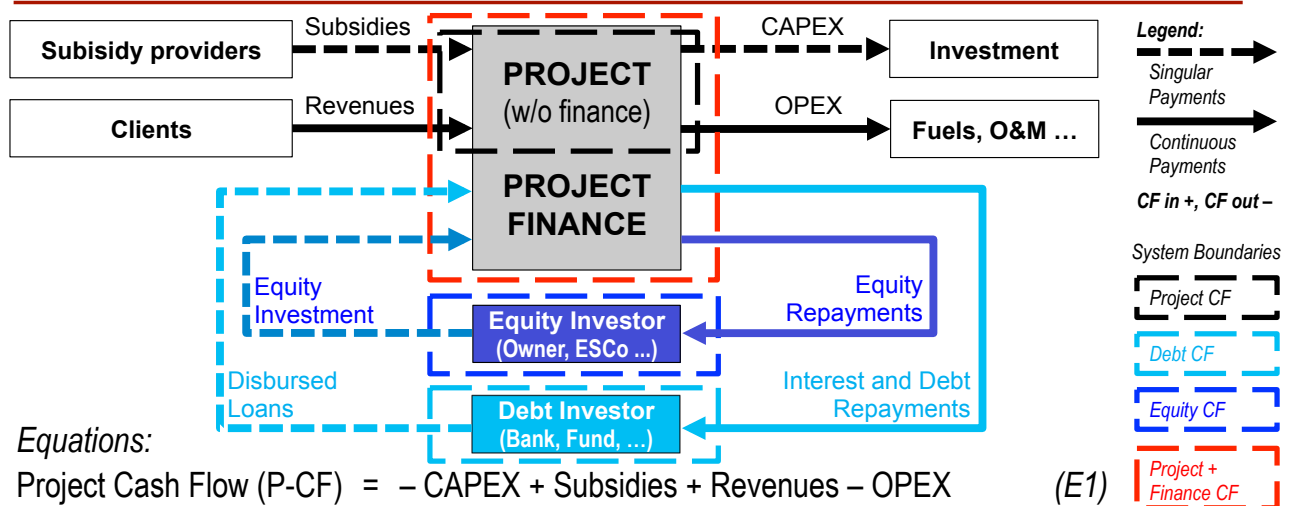 Subisidy providers
Subsidies
CAPEX
Investment
Clients
Revenues
OPEX
Fuels, O&M …
PROJECT
(w/o finance)
PROJECT
FINANCE
Equity
Investment
Equity Investor
(Owner, ESCo ...)
Equity
Repayments
Disbursed
Loans
Debt Investor
(Bank, Fund, …)
Interest and Debt
Repayments
Legend:
Singular
Payments
Continuous
Payments
CF in +, CF out –
System Boundaries
Project CF
Debt CF
Equity CF
Project +
Finance CF
Equations:
Project Cash Flow (P-CF) = – CAPEX + Subsidies + Revenues – OPEX (E1)